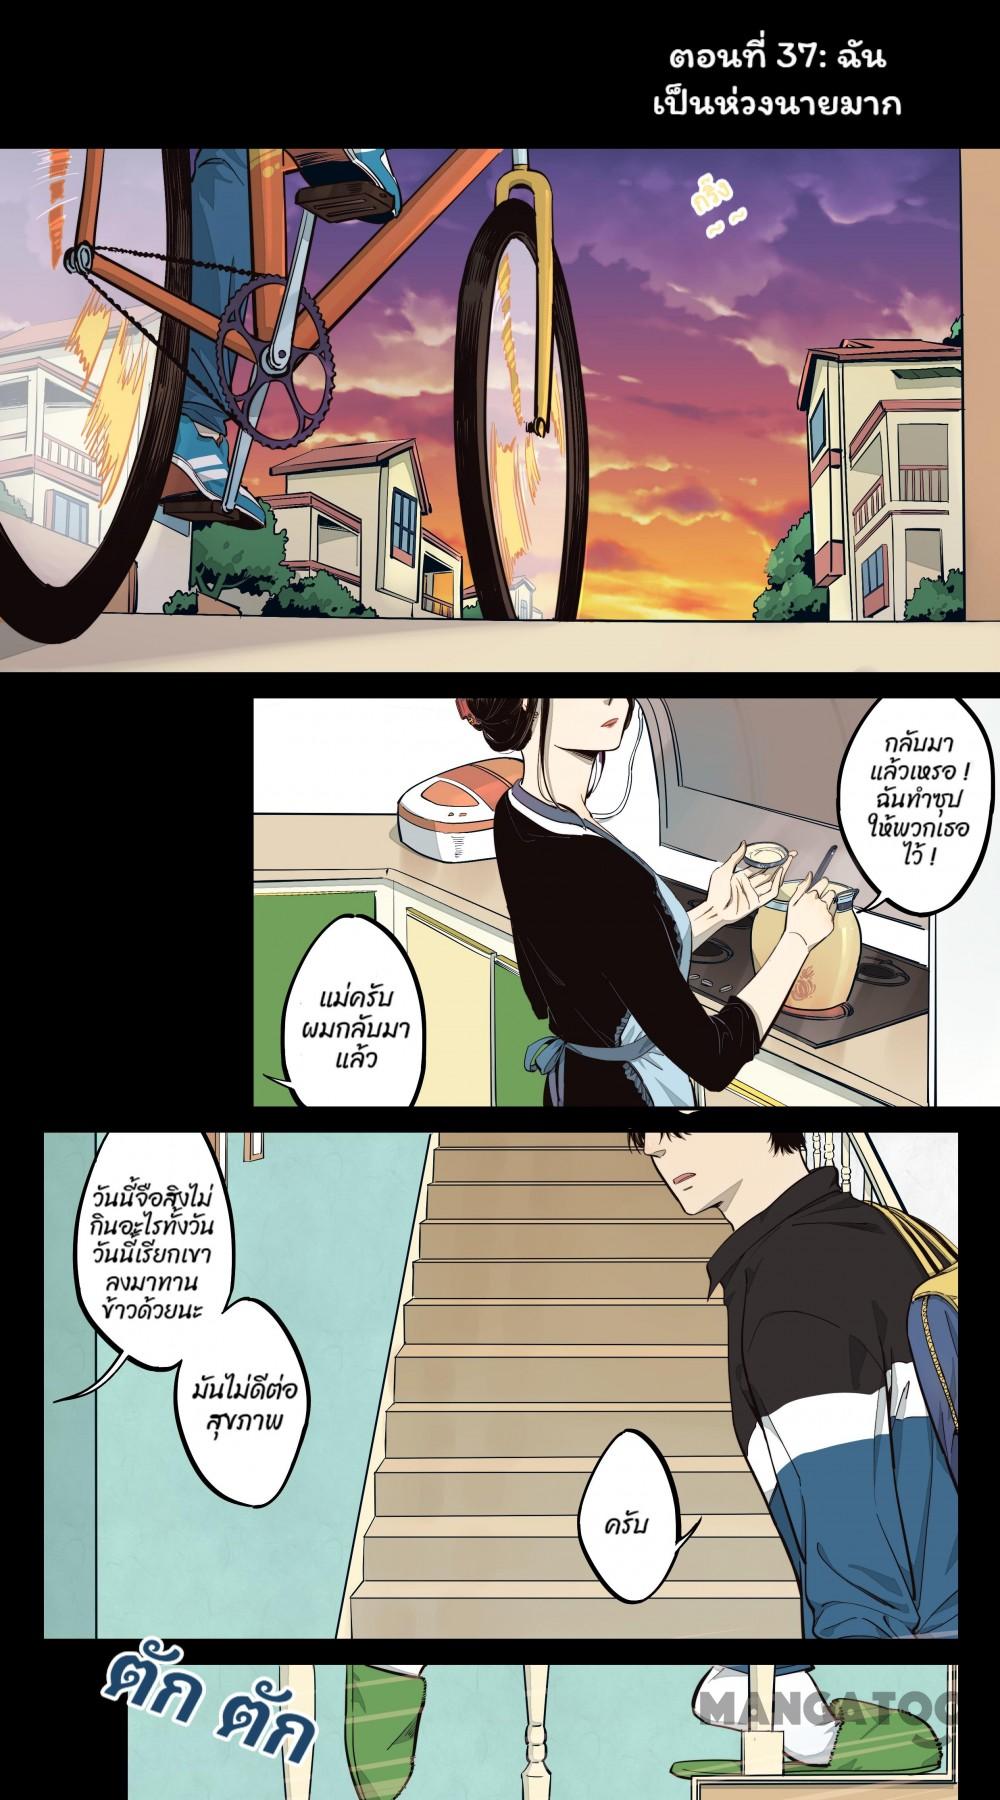 ตอนที่ 37: ฉัน
เป็นห่วงนายมาก
กริ๊ง
~ ~
กลับมา
แล้วเหรอ !
ฉันทำซุป
ให้พวกเธอ
ไว้ !
แม่ครับ
ผมกลับมา
แล้ว
วันนี้จือสิงไม่
กินอะไรทั้งวัน
วันนี้เรียกเขา
ลงมาทาน
ข้าวด้วยนะ
มันไม่ดีต่อ
สุขภาพ
ครับ
ตัก ตัก
MANGATOON